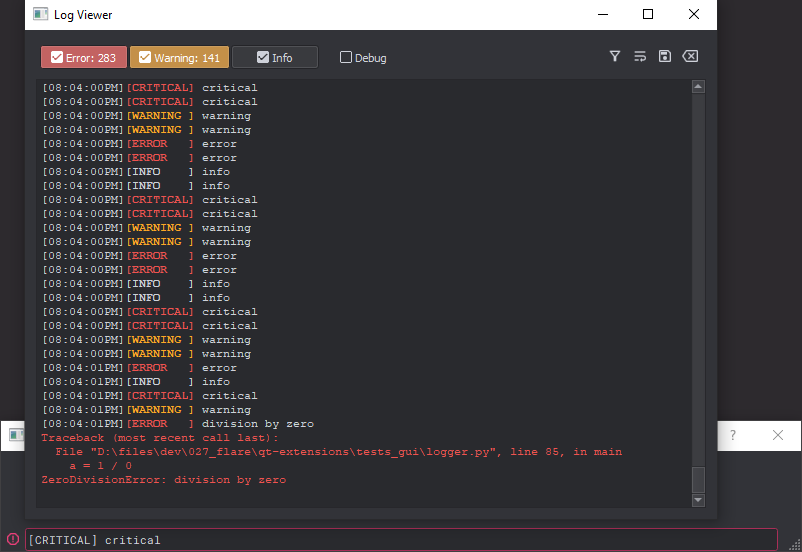 Log Viewer
Error: 283 Warning: 141 Info Debug
[08:04:00PM][CRITICAL] critical
[08:04:00PM][CRITICAL] critical
[08:04:00PM][WARNING ] warning
[08:04:00PM][WARNING ] warning
[08:04:00PM][ERROR   ] error
[08:04:00PM][ERROR   ] error
[08:04:00PM][INFO    ] info
[08:04:00PM][INFO    ] info
[08:04:00PM][CRITICAL] critical
[08:04:00PM][CRITICAL] critical
[08:04:00PM][WARNING ] warning
[08:04:00PM][WARNING ] warning
[08:04:00PM][ERROR   ] error
[08:04:00PM][ERROR   ] error
[08:04:00PM][INFO    ] info
[08:04:00PM][INFO    ] info
[08:04:00PM][CRITICAL] critical
[08:04:00PM][CRITICAL] critical
[08:04:00PM][WARNING ] warning
[08:04:00PM][WARNING ] warning
[08:04:01PM][ERROR   ] error
[08:04:01PM][INFO    ] info
[08:04:01PM][CRITICAL] critical
[08:04:01PM][WARNING ] warning
[08:04:01PM][ERROR   ] division by zero
Traceback (most recent call last):
  File "D:\files\dev\027_flare\qt-extensions\tests_gui\logger.py", line 85, in main
    a = 1 / 0
ZeroDivisionError: division by zero
?
[CRITICAL] critical